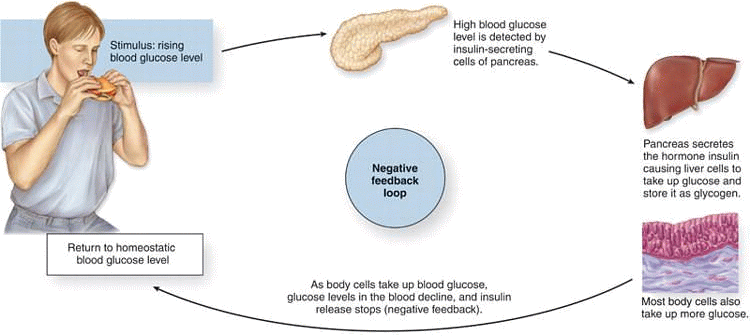 Stimulus: rising
blood glucose level
High blood glucose
level is detected by
insulin-secreting
cells of pancreas.
Pancreas secretes
the hormone insulin
causing liver cells to
take up glucose and
store it as glycogen.
Negative
feedback
loop
Return to homeostatic
blood glucose level
As body cells take up blood glucose,
glucose levels in the blood decline, and insulin
release stops (negative feedback).
Most body cells also
take up more glucose.